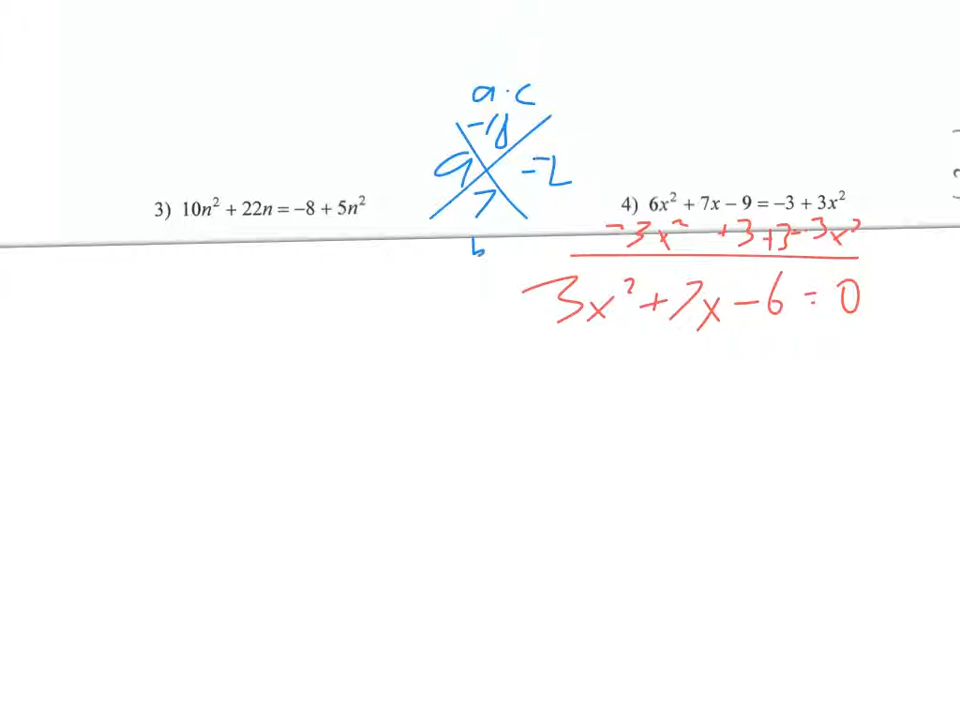 a·c
-18
9 -2
7
b
3) 10n² + 22n = −8 + 5n²
4) 6x² + 7x − 9 = −3 + 3x²
-3x² +3 +3 -3x²
3x² + 7x - 6 = 0